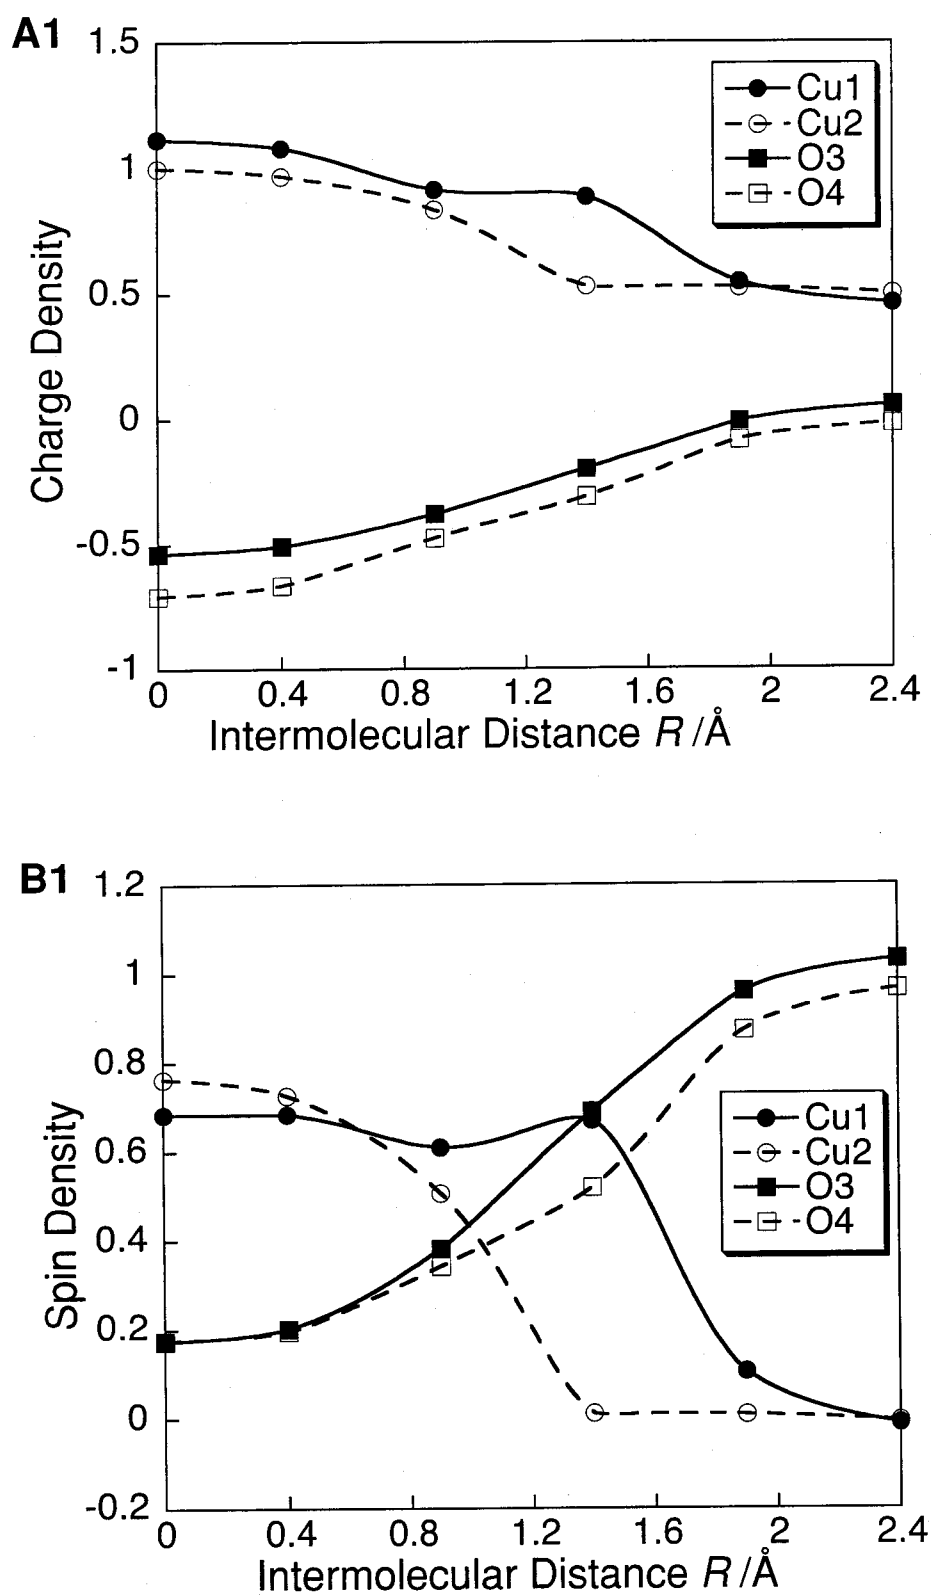 A1
1.5
1
0.5
0
-0.5
-1
Charge Density
Cu1
Cu2
O3
O4
0 0.4 0.8 1.2 1.6 2 2.4
Intermolecular Distance R /Å
B1
1.2
1
0.8
0.6
0.4
0.2
0
-0.2
Spin Density
Cu1
Cu2
O3
O4
0 0.4 0.8 1.2 1.6 2 2.4
Intermolecular Distance R /Å